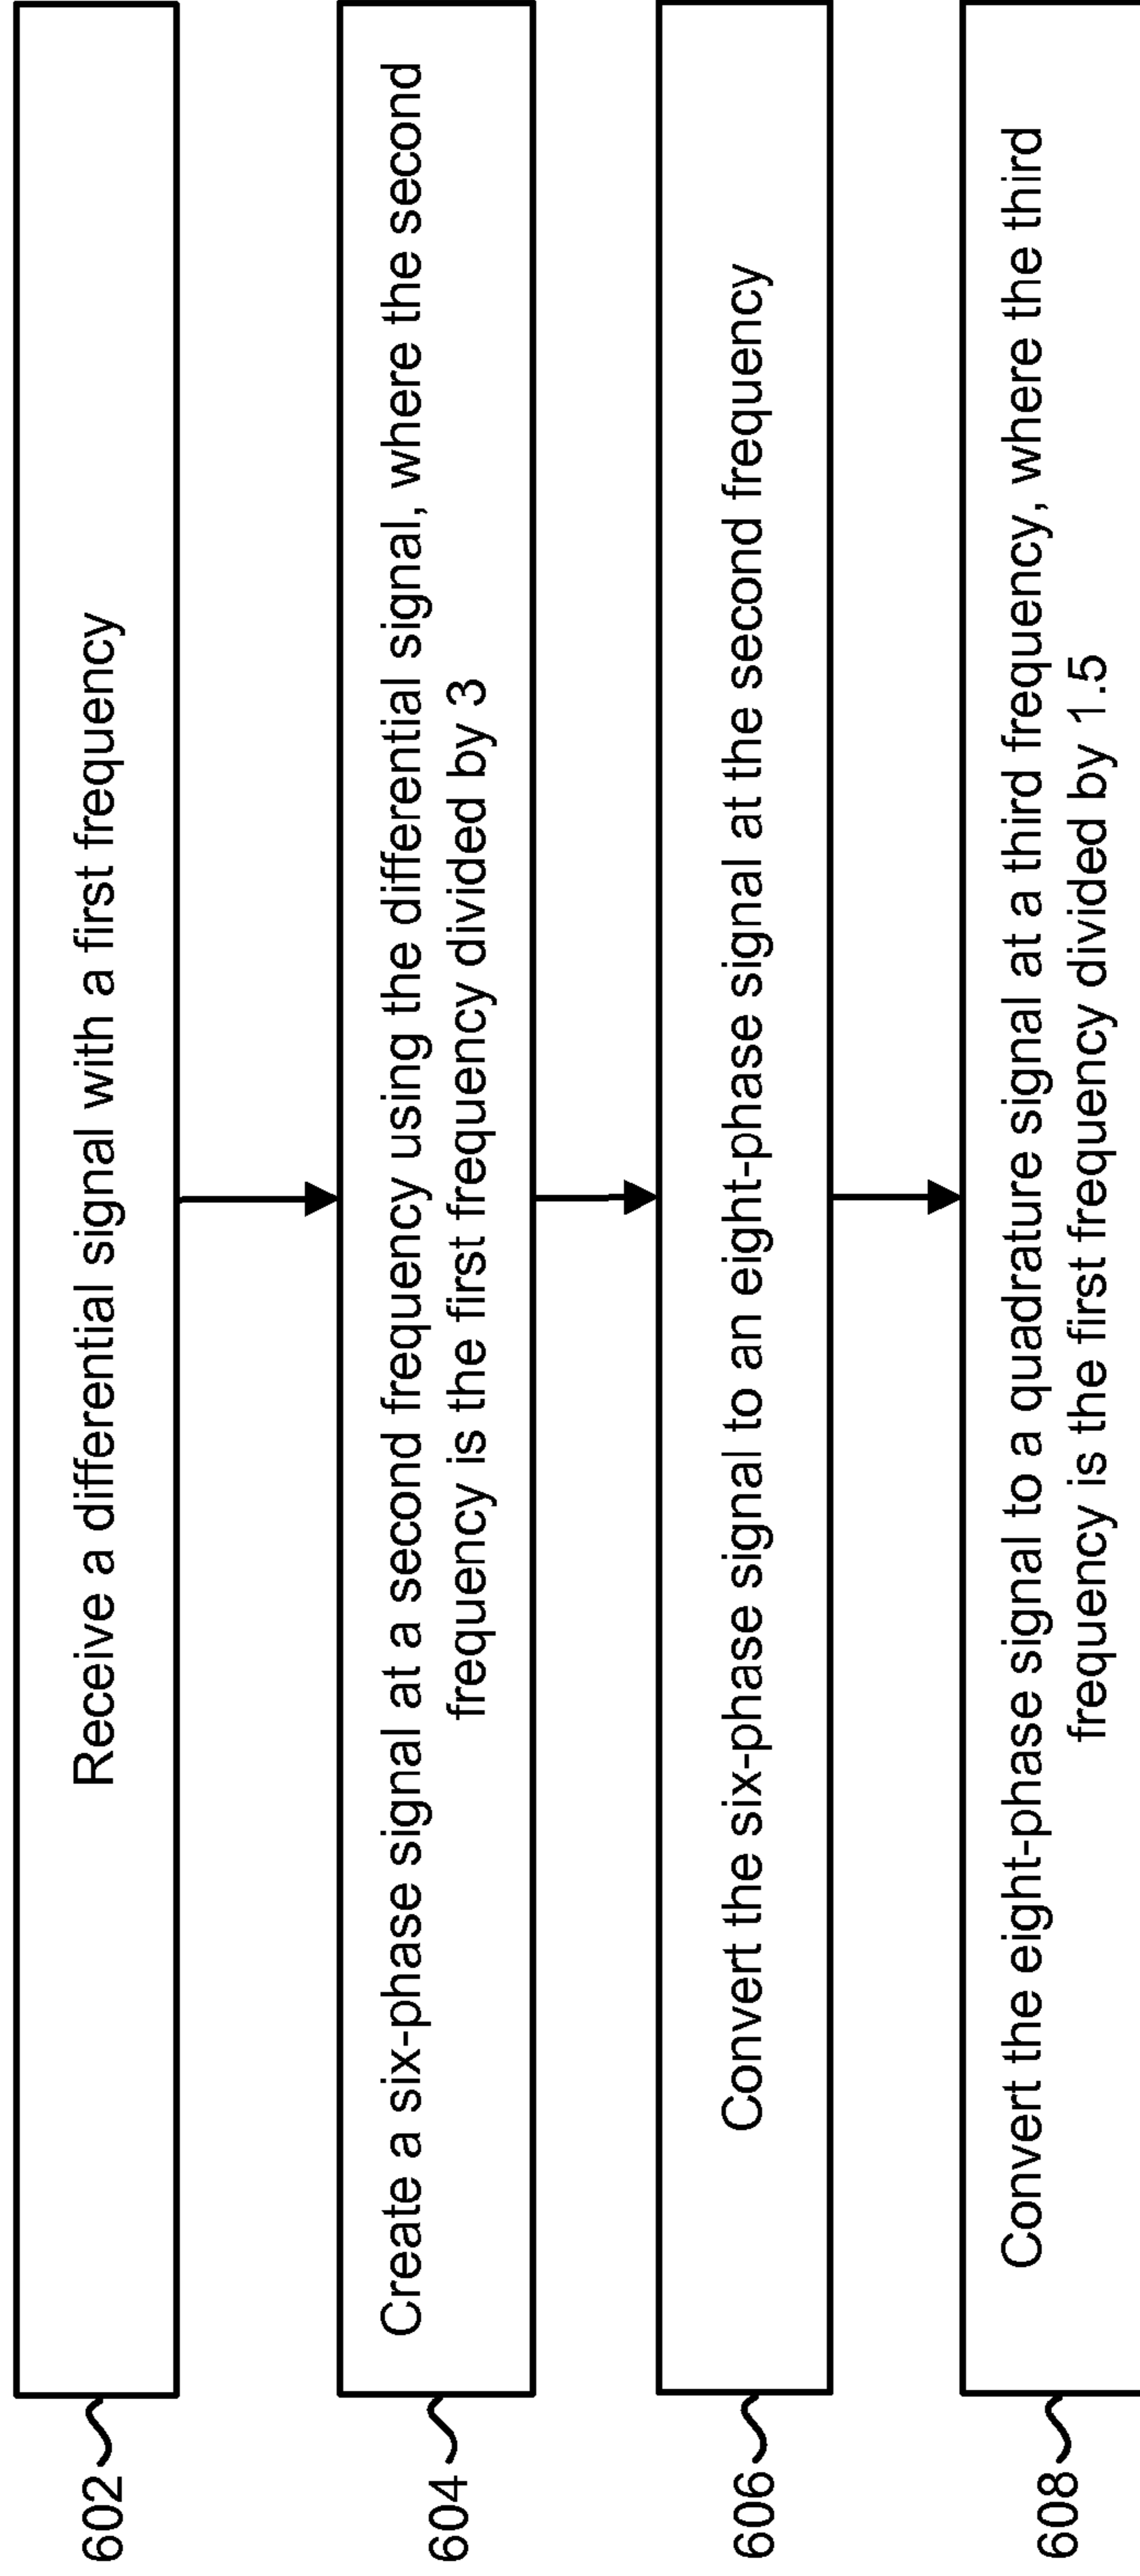 602
Receive a differential signal with a first frequency
604
Create a six-phase signal at a second frequency using the differential signal, where the second
frequency is the first frequency divided by 3
606
Convert the six-phase signal to an eight-phase signal at the second frequency
608
Convert the eight-phase signal to a quadrature signal at a third frequency, where the third
frequency is the first frequency divided by 1.5